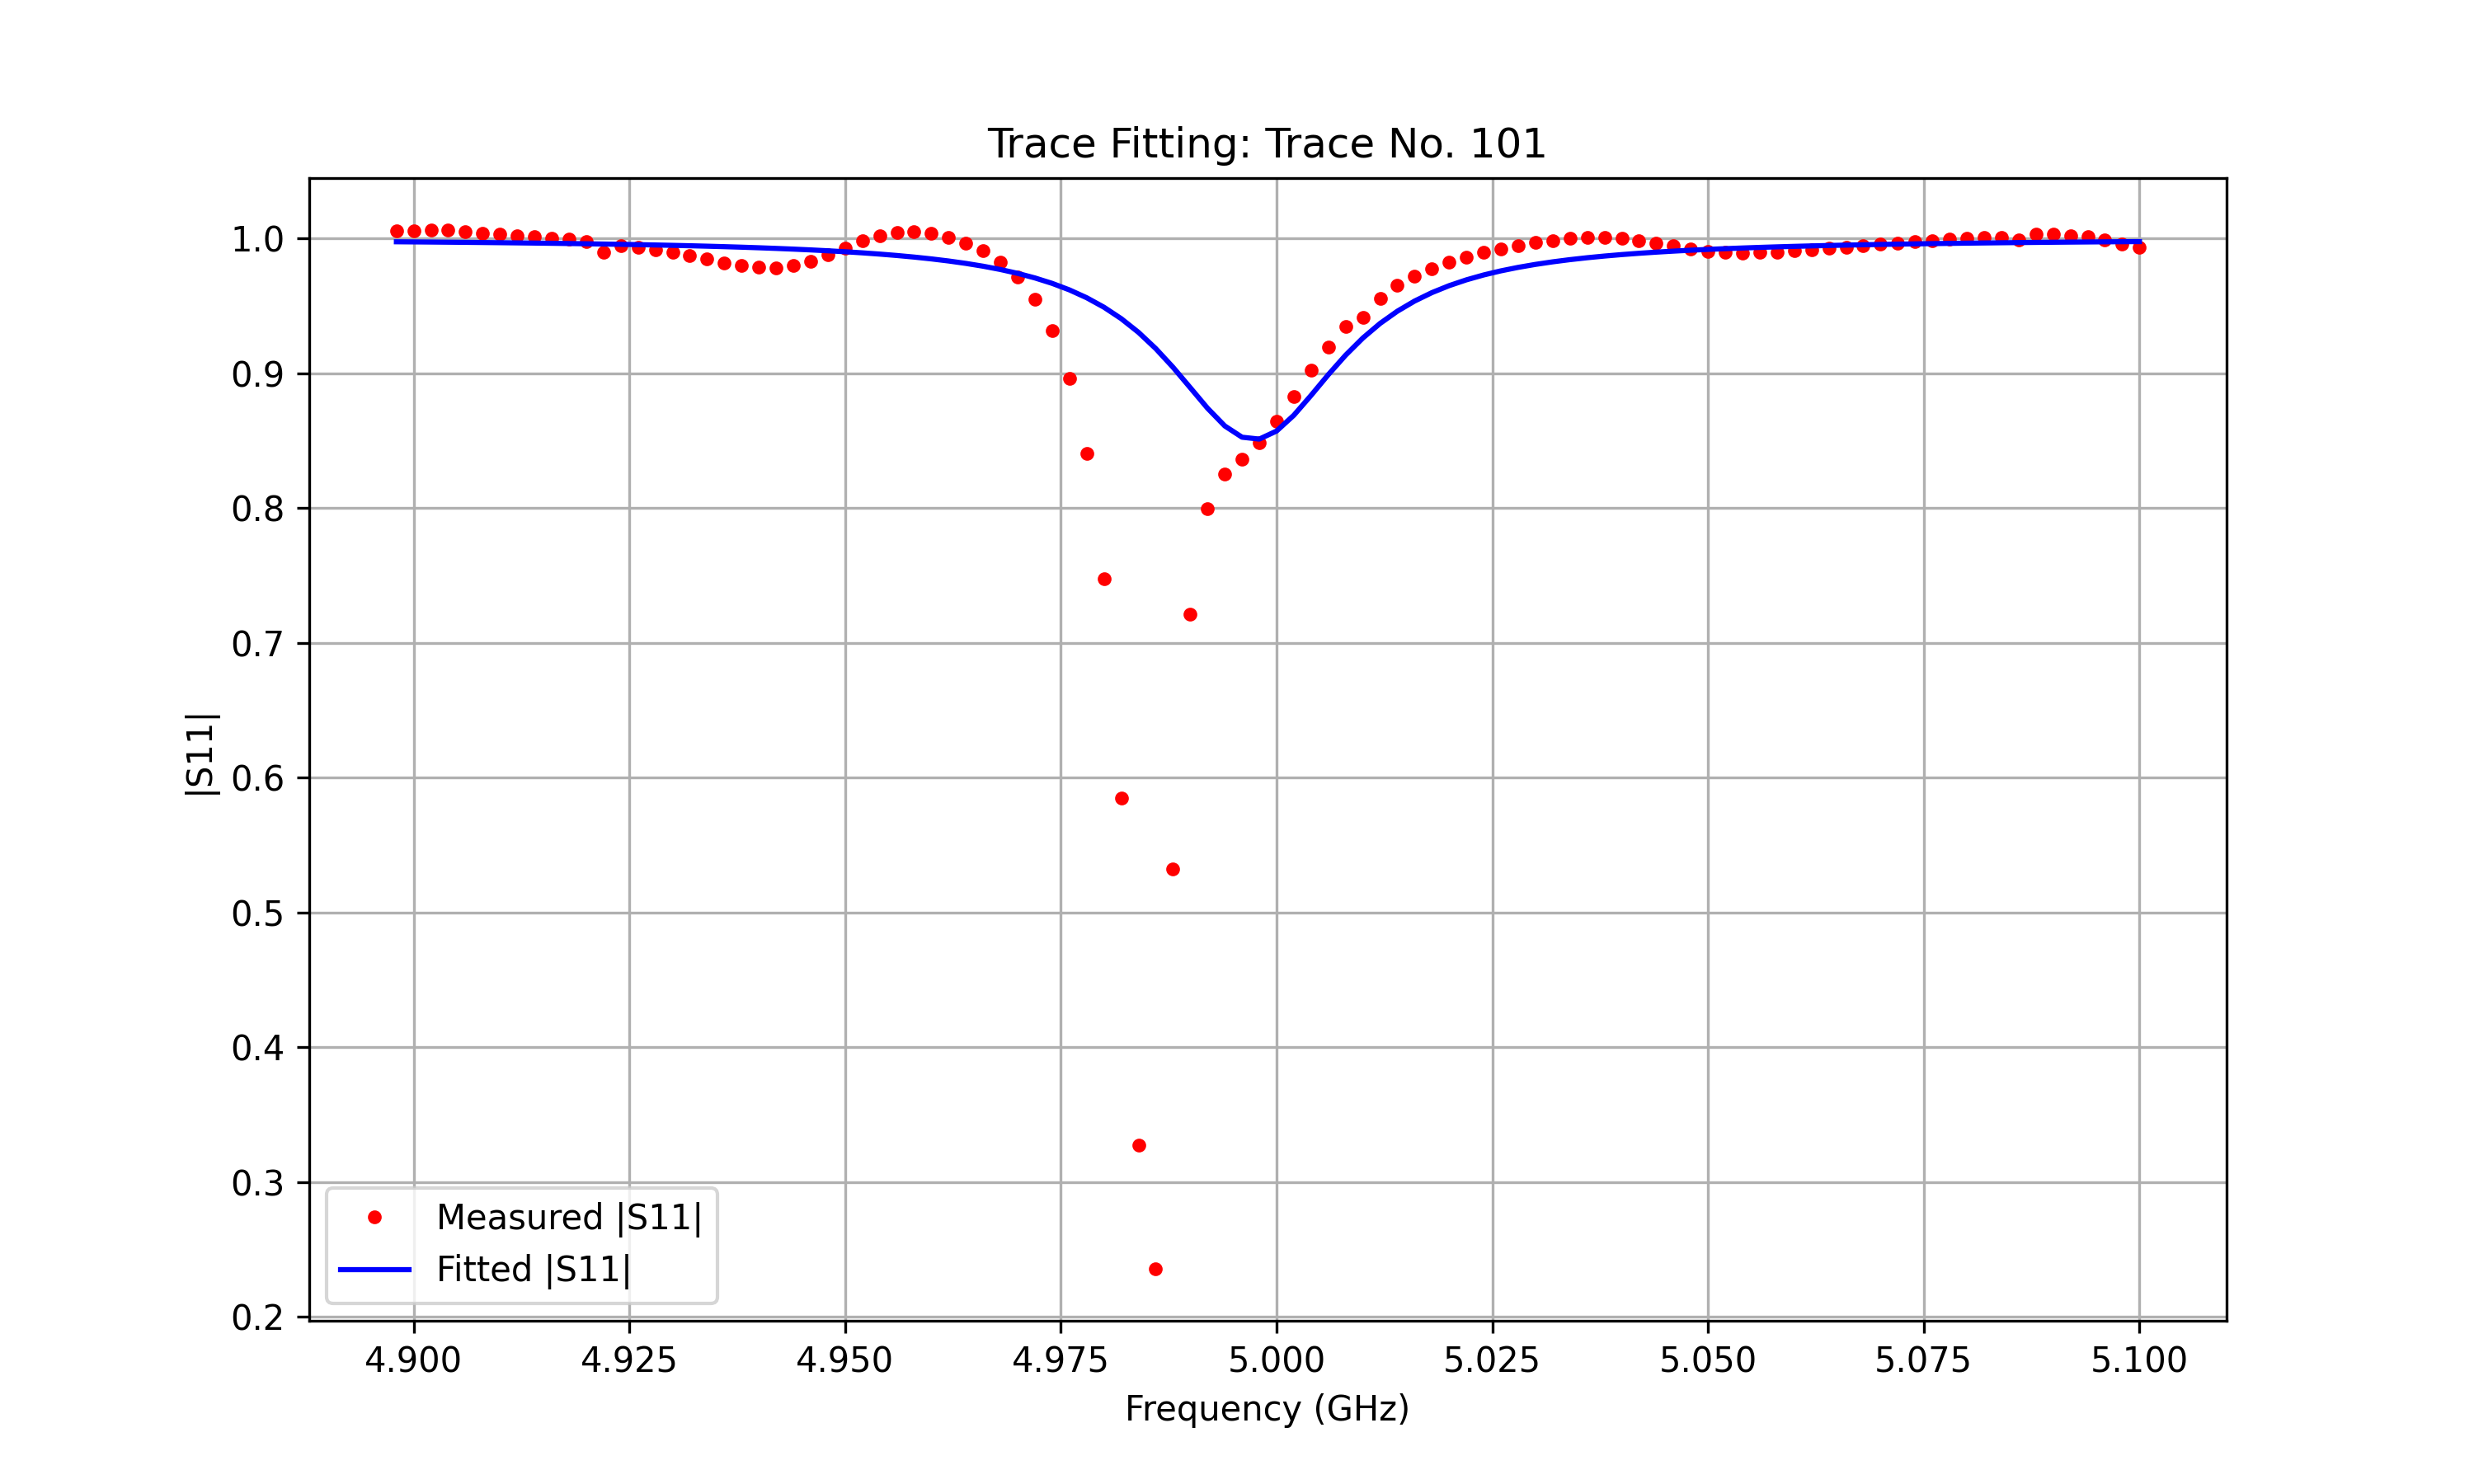 Trace Fitting: Trace No. 101
1.0
0.9
0.8
0.7
0.6
0.5
0.4
0.3
0.2
|S11|
Measured |S11|
Fitted |S11|
4.900 4.925 4.950 4.975 5.000 5.025 5.050 5.075 5.100
Frequency (GHz)